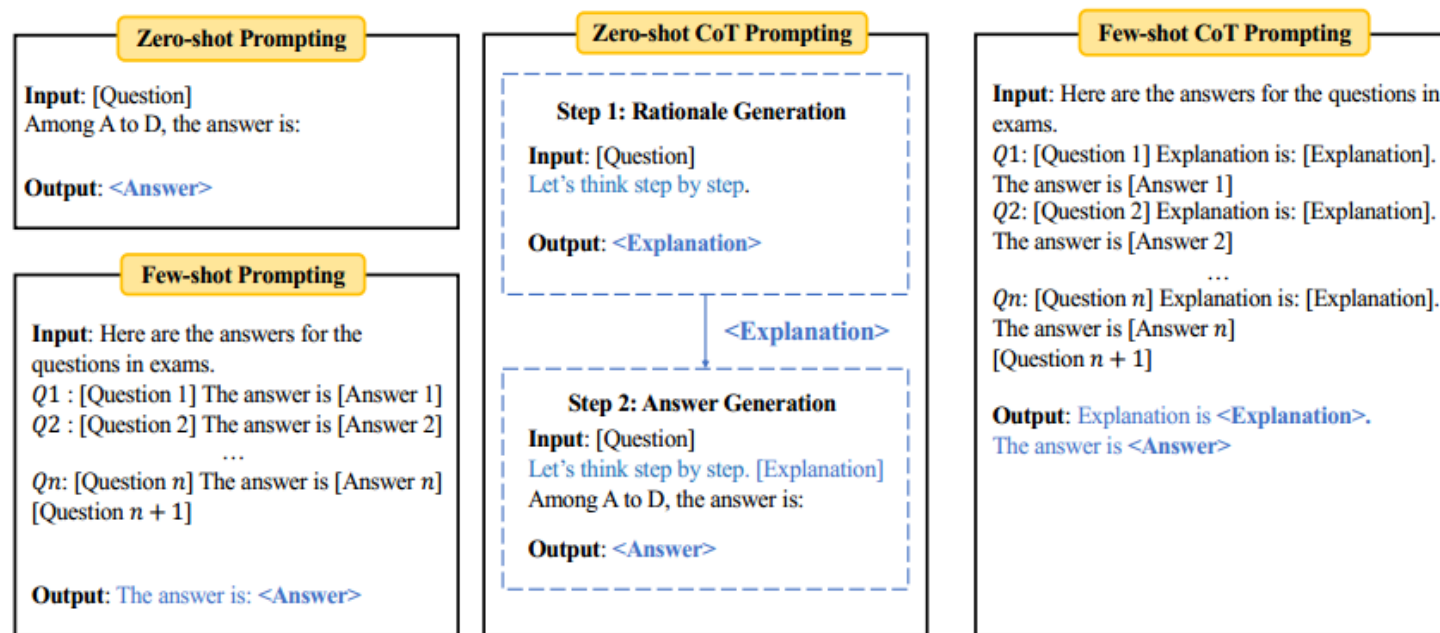 Zero-shot Prompting
Input: [Question]
Among A to D, the answer is:
Output: <Answer>
Few-shot Prompting
Input: Here are the answers for the
questions in exams.
Q1 : [Question 1] The answer is [Answer 1]
Q2 : [Question 2] The answer is [Answer 2]
…
Qn: [Question n] The answer is [Answer n]
[Question n + 1]
Output: The answer is: <Answer>
Zero-shot CoT Prompting
Step 1: Rationale Generation
Input: [Question]
Let’s think step by step.
Output: <Explanation>
<Explanation>
Step 2: Answer Generation
Input: [Question]
Let’s think step by step. [Explanation]
Among A to D, the answer is:
Output: <Answer>
Few-shot CoT Prompting
Input: Here are the answers for the questions in
exams.
Q1: [Question 1] Explanation is: [Explanation].
The answer is [Answer 1]
Q2: [Question 2] Explanation is: [Explanation].
The answer is [Answer 2]
…
Qn: [Question n] Explanation is: [Explanation].
The answer is [Answer n]
[Question n + 1]
Output: Explanation is <Explanation>.
The answer is <Answer>